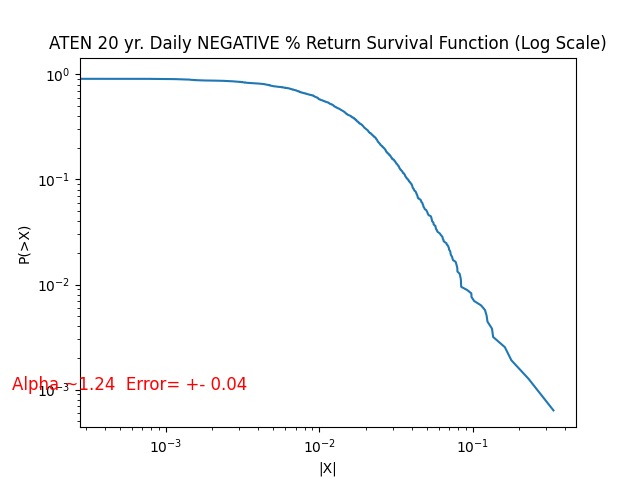 ATEN 20 yr. Daily NEGATIVE % Return Survival Function (Log Scale)
10⁰
10⁻¹
P(>X)
10⁻²
Alpha ~1.24 Error= +- 0.04
10⁻³
10⁻³ 10⁻² 10⁻¹
|X|